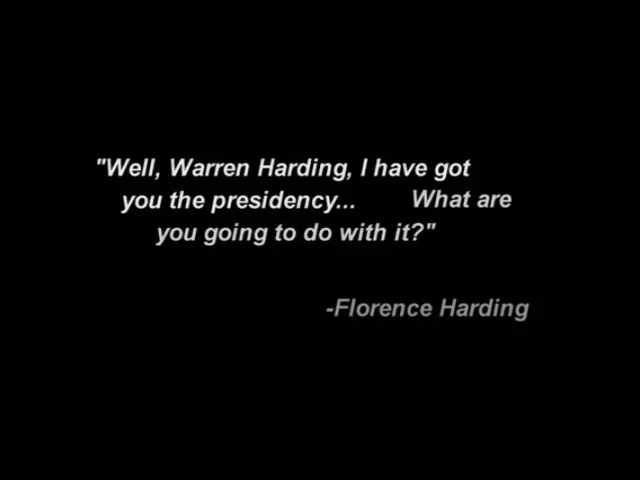 "Well, Warren Harding, I have got
you the presidency... What are
you going to do with it?"
-Florence Harding